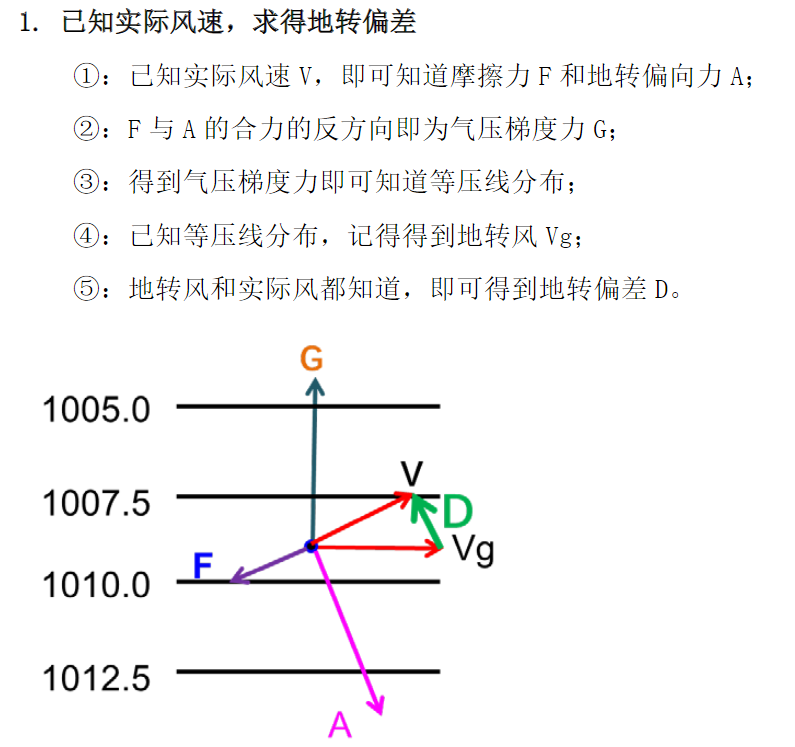 1. 已知实际风速，求得地转偏差
①：已知实际风速 V，即可知道摩擦力 F 和地转偏向力 A；
②：F 与 A 的合力的反方向即为气压梯度力 G；
③：得到气压梯度力即可知道等压线分布；
④：已知等压线分布，记得得到地转风 Vg；
⑤：地转风和实际风都知道，即可得到地转偏差 D。
G
1005.0
V
1007.5
D
Vg
F
1010.0
1012.5
A